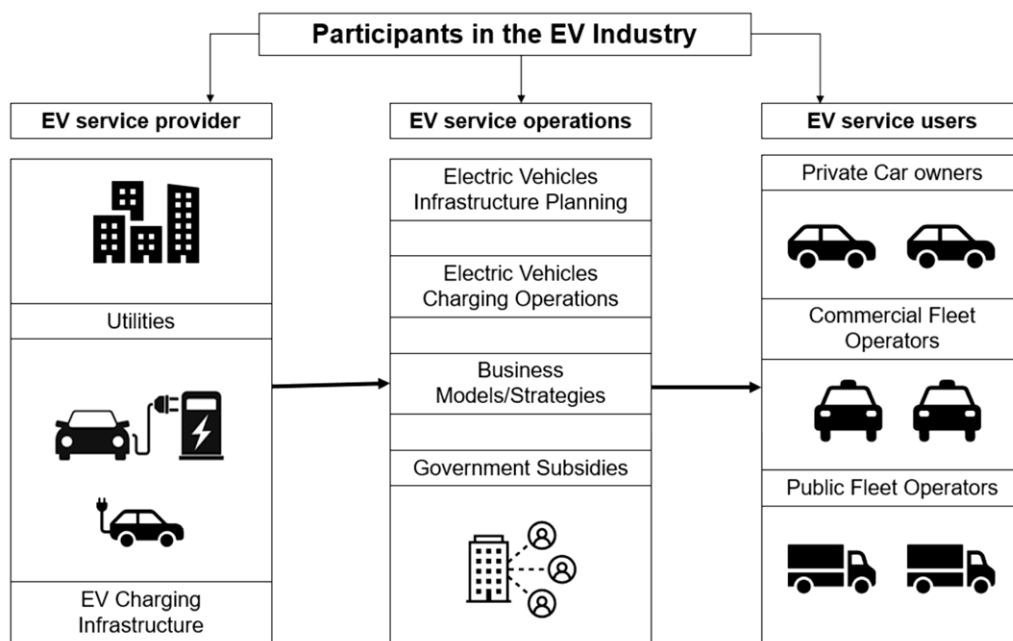 Participants in the EV Industry
EV service provider
Utilities
EV Charging
Infrastructure
EV service operations
Electric Vehicles
Infrastructure Planning
Electric Vehicles
Charging Operations
Business
Models/Strategies
Government Subsidies
EV service users
Private Car owners
Commercial Fleet
Operators
Public Fleet Operators